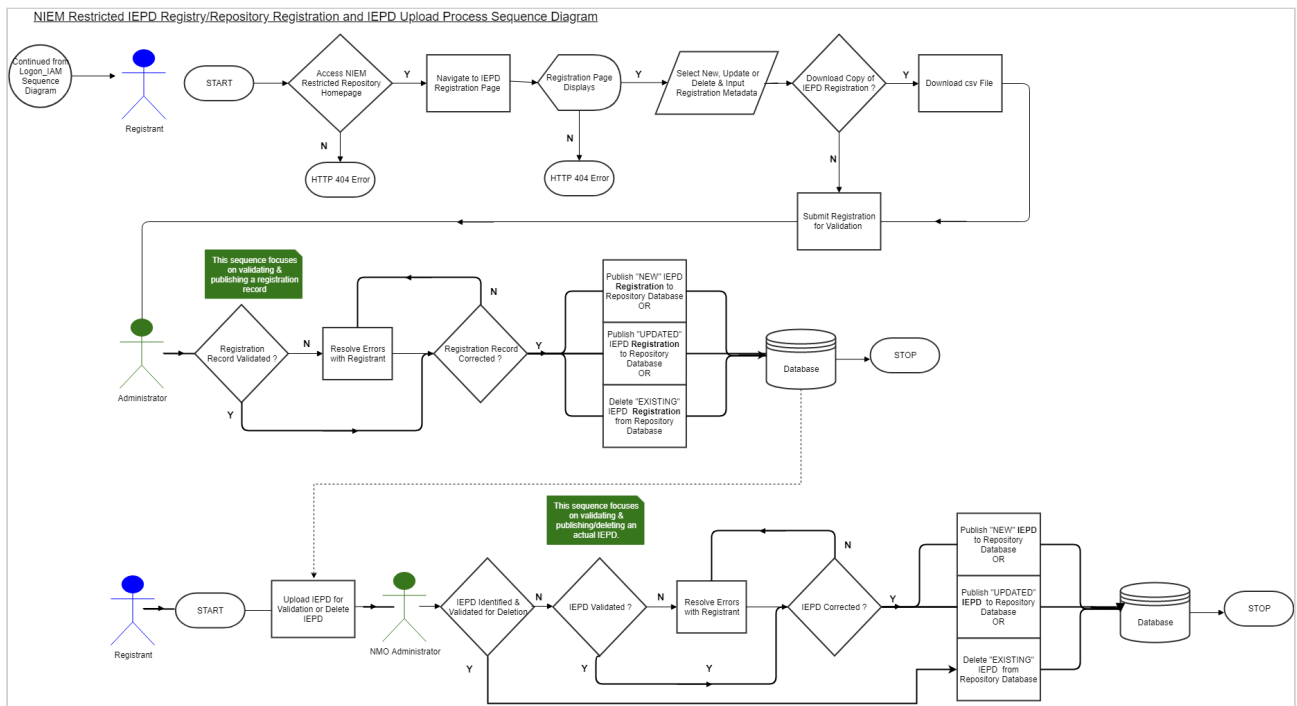 NIEM Restricted IEPD Registry/Repository Registration and IEPD Upload Process Sequence Diagram
Continued from
Logon_IAM
Sequence
Diagram
Registrant
START
Access NIEM
Restricted Repository
Homepage
Y
N
HTTP 404 Error
Navigate to IEPD
Registration Page
Registration Page
Displays
Y
N
HTTP 404 Error
Select New, Update or
Delete & Input
Registration Metadata
Download Copy of
IEPD Registration ?
Y
N
Download csv File
Submit Registration
for Validation
This sequence focuses
on validating &
publishing a registration
record
Administrator
Registration
Record Validated ?
N
Y
Resolve Errors
with Registrant
N
Registration Record
Corrected ?
Y
Publish "NEW" IEPD
Registration to
Repository Database
OR
Publish "UPDATED"
IEPD Registration
to Repository
Database
OR
Delete "EXISTING"
IEPD Registration
from Repository
Database
Database
STOP
This sequence focuses
on validating &
publishing/deleting an
actual IEPD.
Registrant
START
Upload IEPD for
Validation or Delete
IEPD
NMO Administrator
IEPD Identified &
Validated for Deletion
N
Y
IEPD Validated ?
N
Y
Y
Resolve Errors
with Registrant
N
IEPD Corrected ?
Y
Publish "NEW" IEPD
to Repository
Database
OR
Publish "UPDATED"
IEPD to Repository
Database
OR
Delete "EXISTING"
IEPD from
Repository Database
Database
STOP